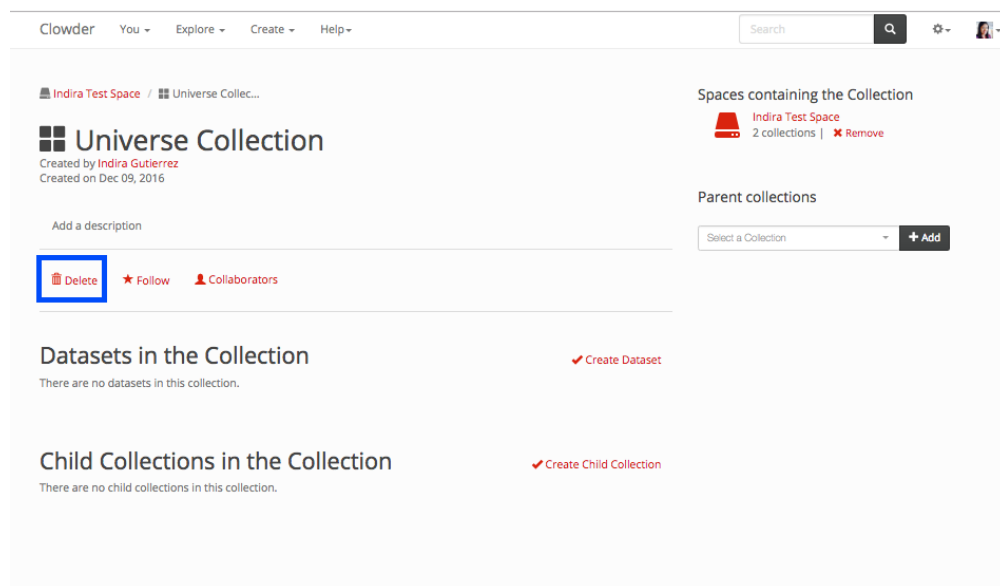 Clowder You Explore Create Help Search
Indira Test Space / Universe Collec...
Universe Collection
Created by Indira Gutierrez
Created on Dec 09, 2016
Add a description
Delete Follow Collaborators
Datasets in the Collection
Create Dataset
There are no datasets in this collection.
Child Collections in the Collection
Create Child Collection
There are no child collections in this collection.
Spaces containing the Collection
Indira Test Space
2 collections | Remove
Parent collections
Select a Collection
Add